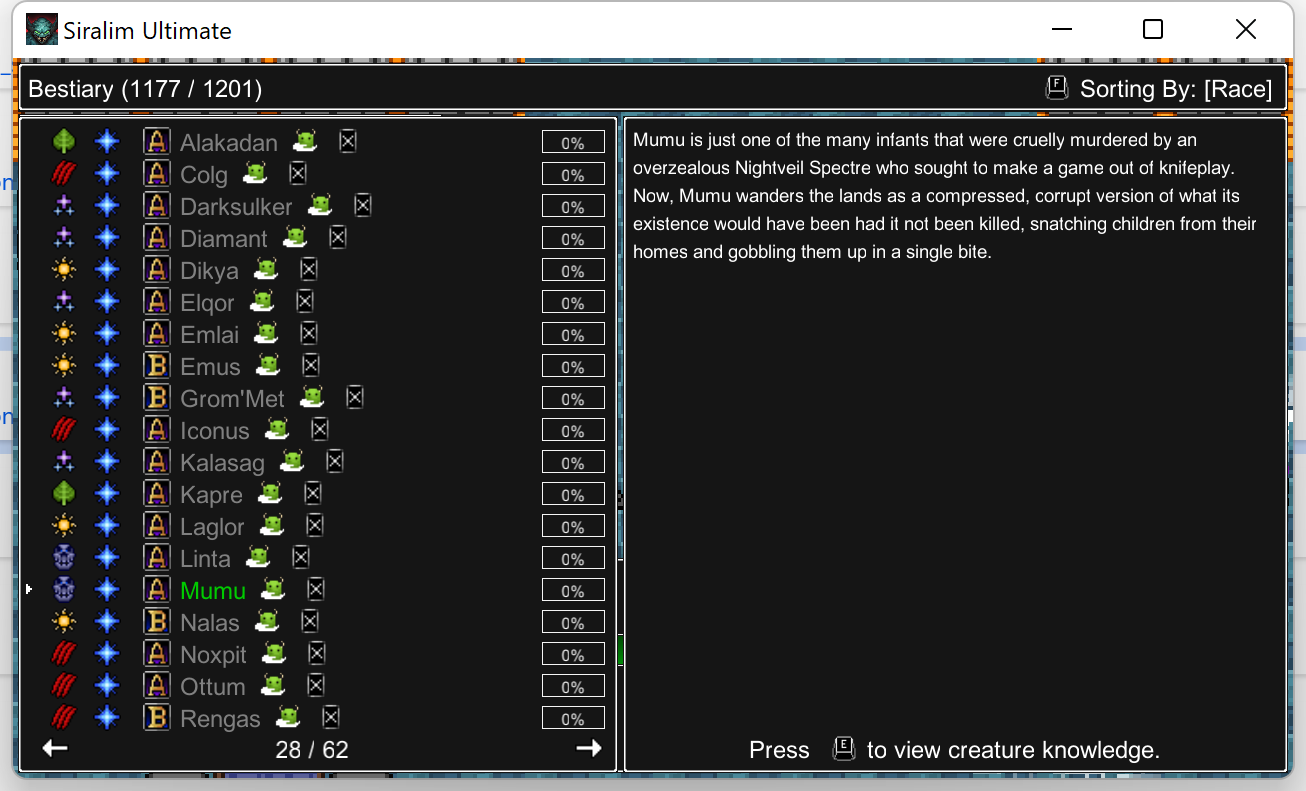 Siralim Ultimate
Bestiary (1177 / 1201)
F Sorting By: [Race]
A Alakadan 0%
A Colg 0%
A Darksulker 0%
A Diamant 0%
A Dikya 0%
A Elqor 0%
A Emlai 0%
B Emus 0%
B Grom'Met 0%
A Iconus 0%
A Kalasag 0%
A Kapre 0%
A Laglor 0%
A Linta 0%
A Mumu 0%
B Nalas 0%
A Noxpit 0%
A Ottum 0%
B Rengas 0%
28 / 62
Mumu is just one of the many infants that were cruelly murdered by an
overzealous Nightveil Spectre who sought to make a game out of knifeplay.
Now, Mumu wanders the lands as a compressed, corrupt version of what its
existence would have been had it not been killed, snatching children from their
homes and gobbling them up in a single bite.
Press E to view creature knowledge.